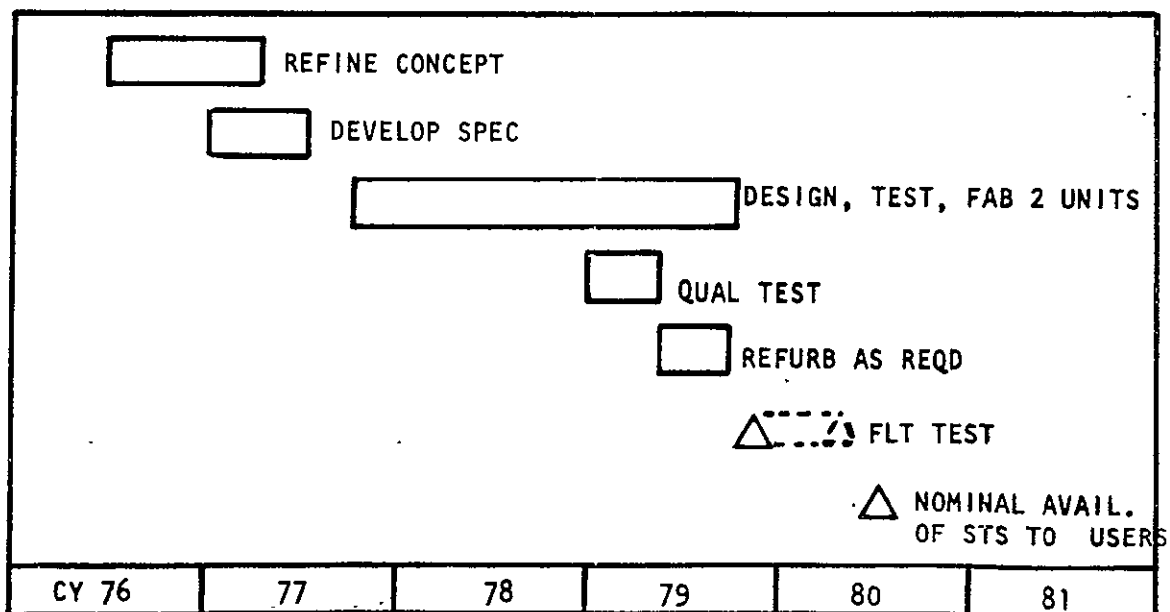 REFINE CONCEPT
DEVELOP SPEC
DESIGN, TEST, FAB 2 UNITS
QUAL TEST
REFURB AS REQD
FLT TEST
NOMINAL AVAIL.
OF STS TO USERS
CY 76 77 78 79 80 81